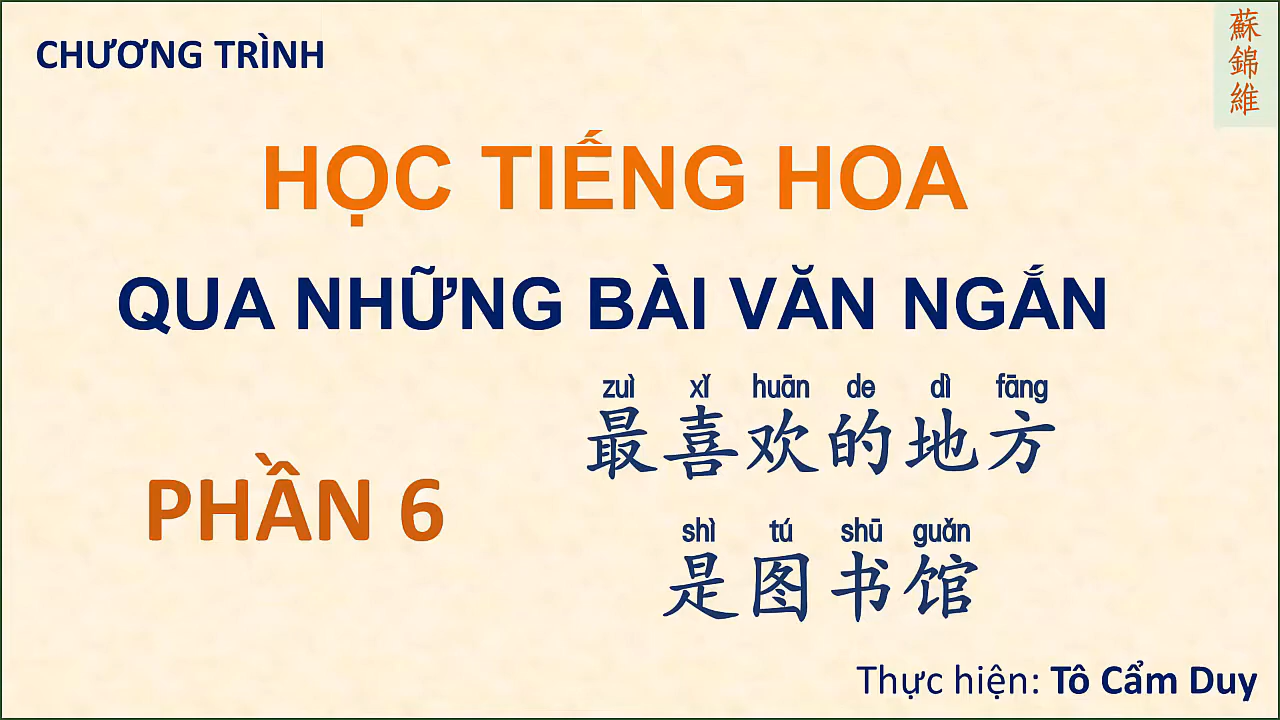 CHƯƠNG TRÌNH
蘇錦維
HỌC TIẾNG HOA
QUA NHỮNG BÀI VĂN NGẮN
zuì xǐ huān de dì fāng
最喜欢的地方
PHẦN 6
shì tú shū guǎn
是图书馆
Thực hiện: Tô Cẩm Duy